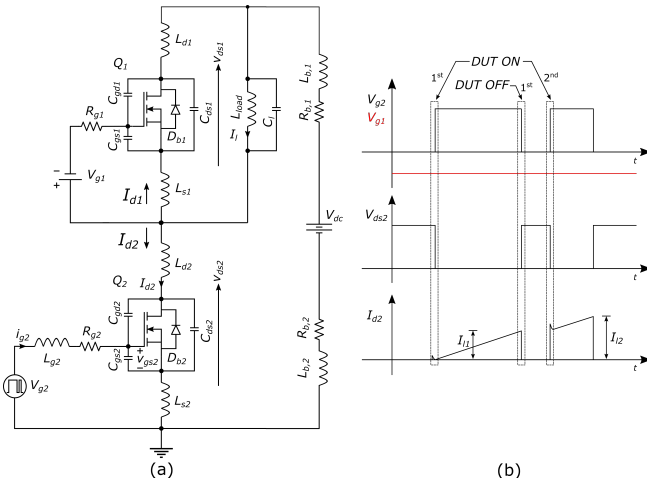 L_d1
Q_1
v_ds1
C_gd1
R_g1
C_gs1
D_b1
C_ds1
L_load
I_l
C_l
L_b,1
R_b,1
V_g1
− +
I_d1
L_s1
V_dc
I_d2
L_d2
Q_2
I_d2
v_ds2
C_gd2
i_g2
L_g2
R_g2
C_gs2
+ v_gs2 −
D_b2
C_ds2
R_b,2
L_b,2
V_g2
L_s2
(a)
DUT ON
1st
DUT OFF
1st
2nd
V_g2
V_g1
t
V_ds2
t
I_d2
I_l1
I_l2
t
(b)